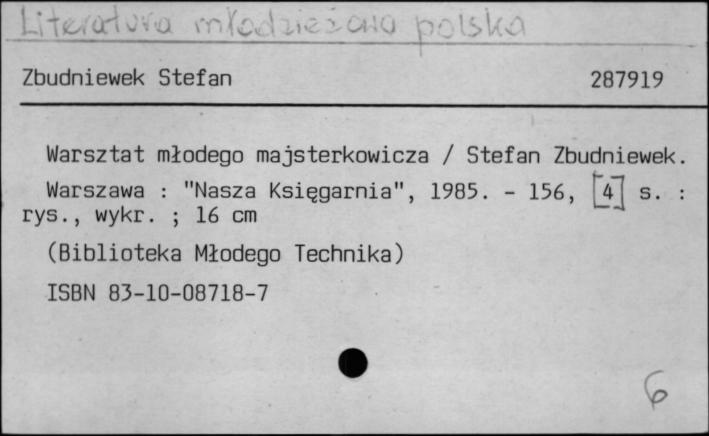 Literatura młodzieżowa polska
Zbudniewek Stefan 287919
Warsztat młodego majsterkowicza / Stefan Zbudniewek.
Warszawa : "Nasza Księgarnia", 1985. - 156, [4] s. :
rys., wykr. ; 16 cm
(Biblioteka Młodego Technika)
ISBN 83-10-08718-7
6